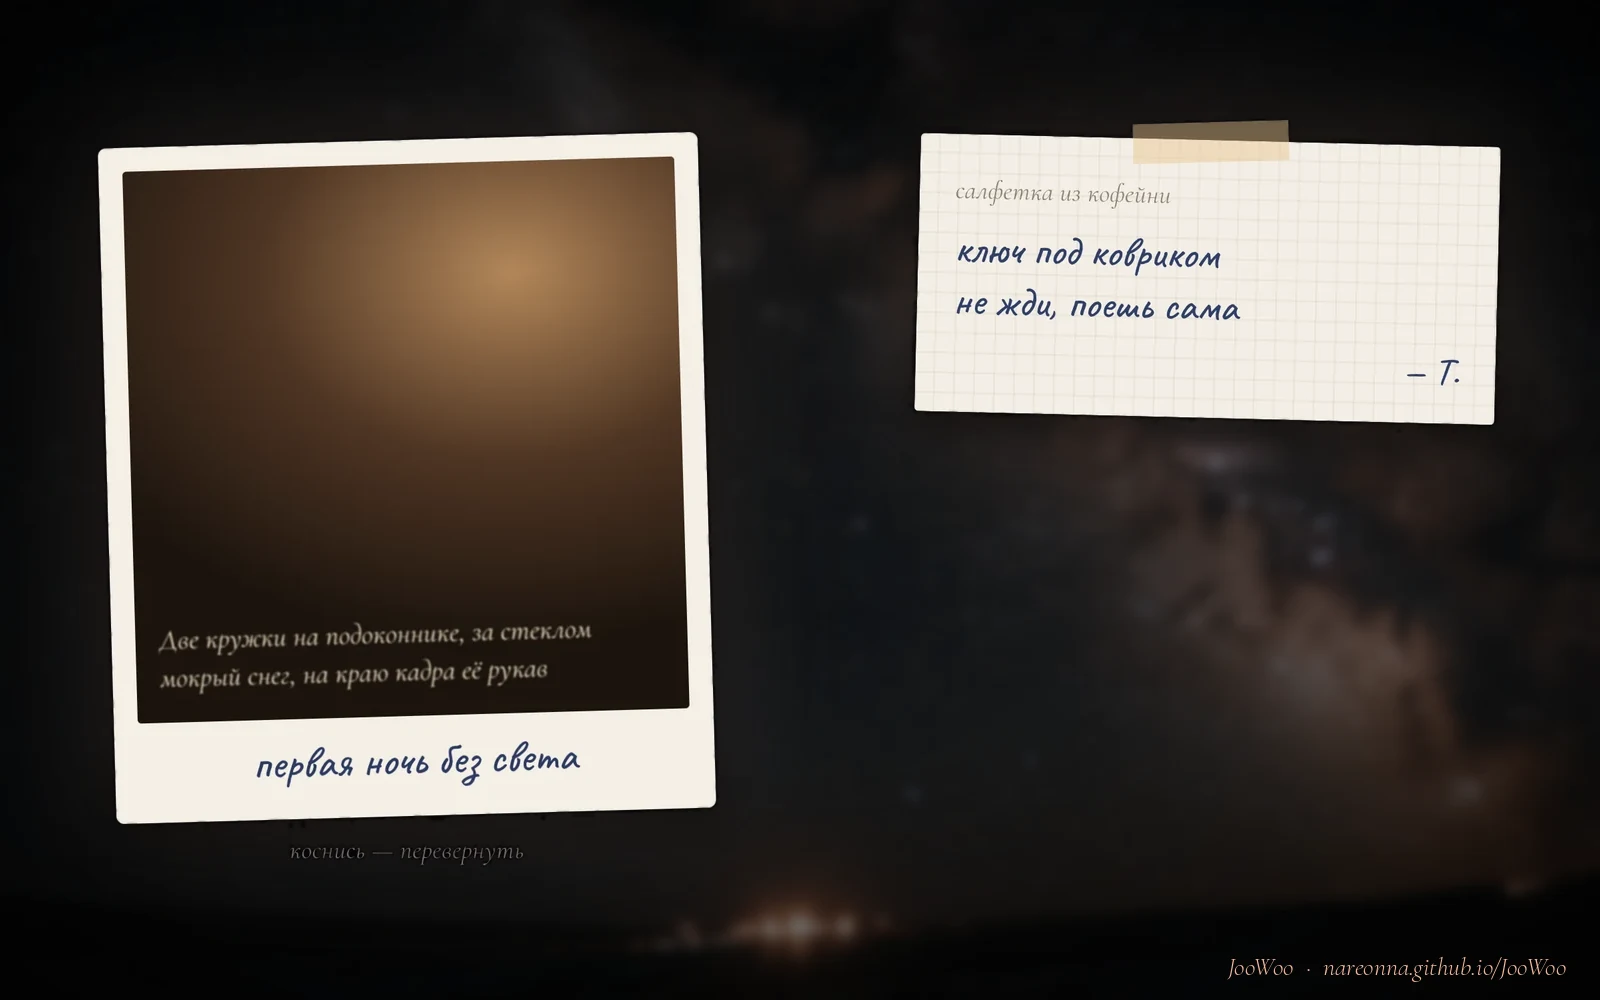 Две кружки на подоконнике, за стеклом
мокрый снег, на краю кадра её рукав
первая ночь без света
коснись — перевернуть
салфетка из кофейни
ключ под ковриком
не жди, поешь сама
— Т.
JooWoo · nareonna.github.io/JooWoo